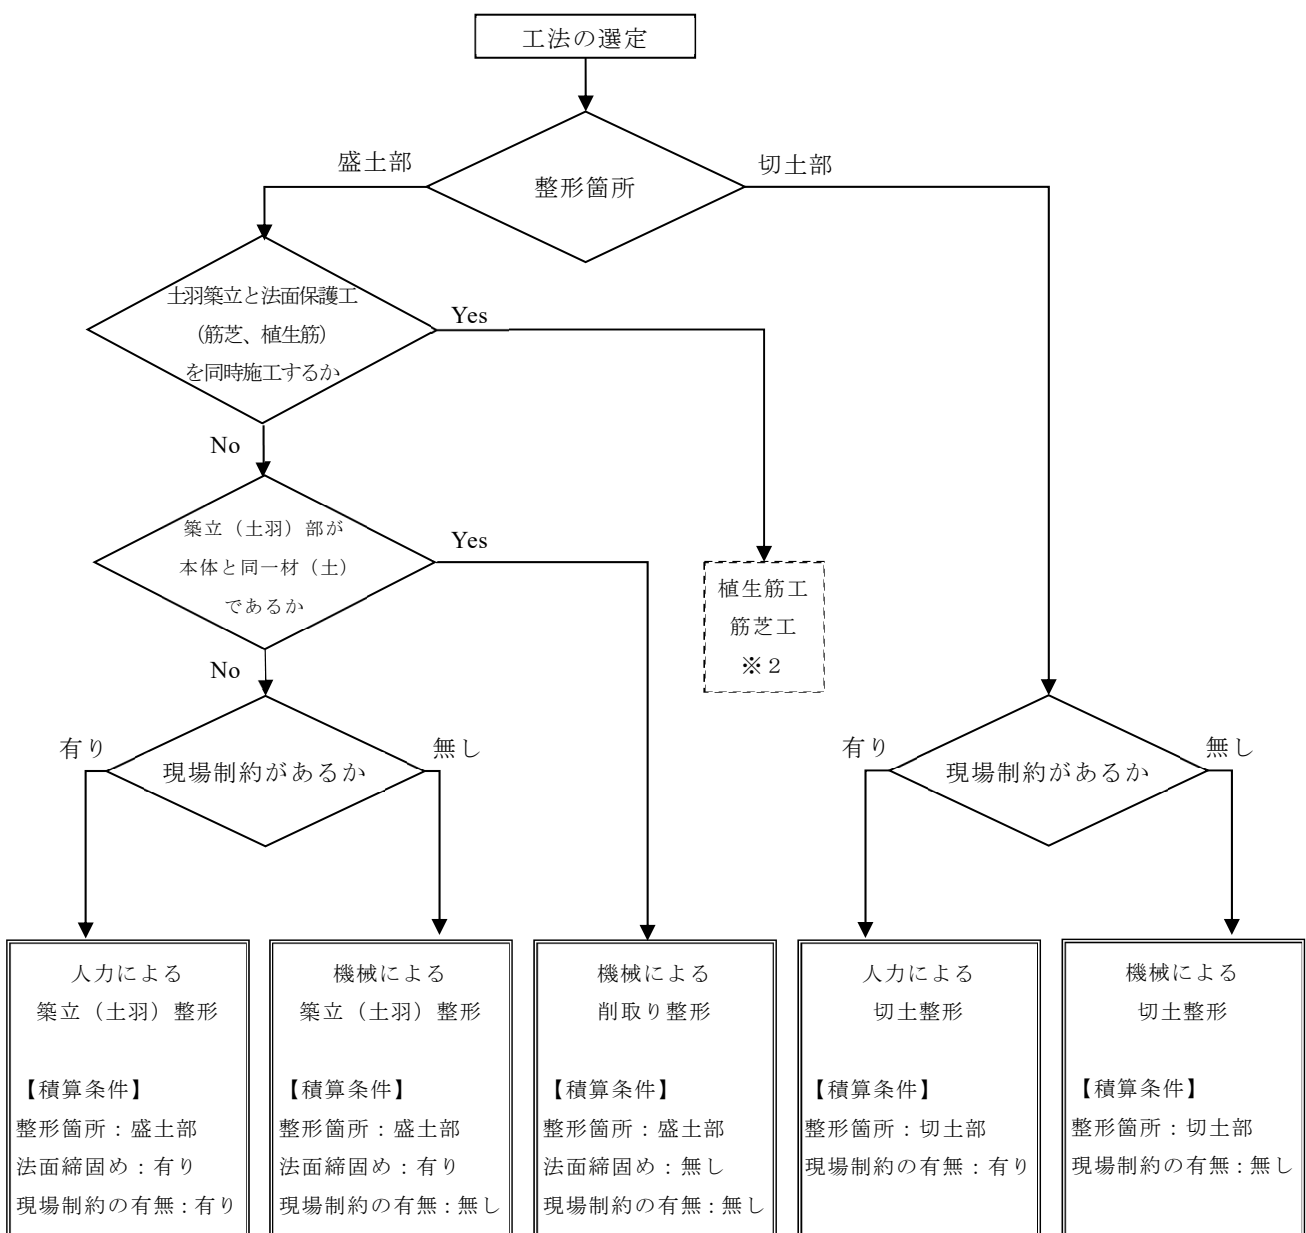 工法の選定
盛土部
切土部
整形箇所
土羽築立と法面保護工
（筋芝、植生筋）
を同時施工するか
Yes
No
築立（土羽）部が
本体と同一材（土）
であるか
Yes
No
植生筋工
筋芝工
※２
有り
現場制約があるか
無し
有り
現場制約があるか
無し
人力による
築立（土羽）整形
【積算条件】
整形箇所：盛土部
法面締固め：有り
現場制約の有無：有り
機械による
築立（土羽）整形
【積算条件】
整形箇所：盛土部
法面締固め：有り
現場制約の有無：無し
機械による
削取り整形
【積算条件】
整形箇所：盛土部
法面締固め：無し
現場制約の有無：無し
人力による
切土整形
【積算条件】
整形箇所：切土部
現場制約の有無：有り
機械による
切土整形
【積算条件】
整形箇所：切土部
現場制約の有無：無し